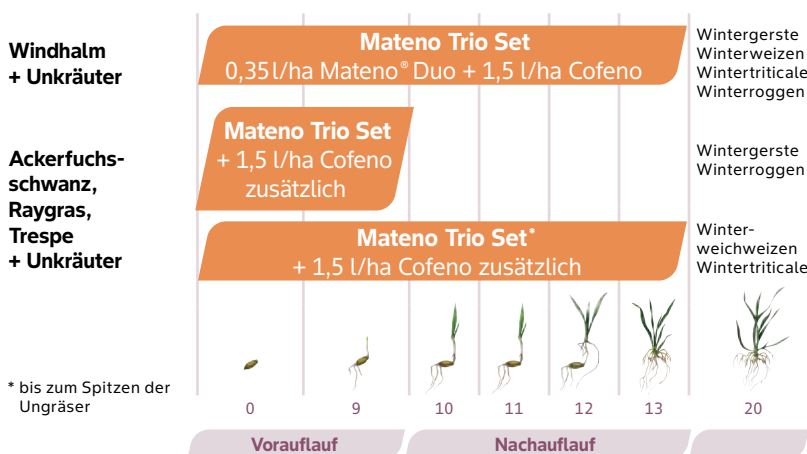 Windhalm
+ Unkräuter
Mateno Trio Set
0,35 l/ha Mateno® Duo + 1,5 l/ha Cofeno
Wintergerste
Winterweizen
Wintertriticale
Winterroggen
Ackerfuchs-
schwanz,
Raygras,
Trespe
+ Unkräuter
Mateno Trio Set
+ 1,5 l/ha Cofeno
zusätzlich
Wintergerste
Winterroggen
Mateno Trio Set*
+ 1,5 l/ha Cofeno zusätzlich
Winter-
weichweizen
Wintertriticale
* bis zum Spitzen der
Ungräser
0 9 10 11 12 13 20
Vorauflauf Nachauflauf